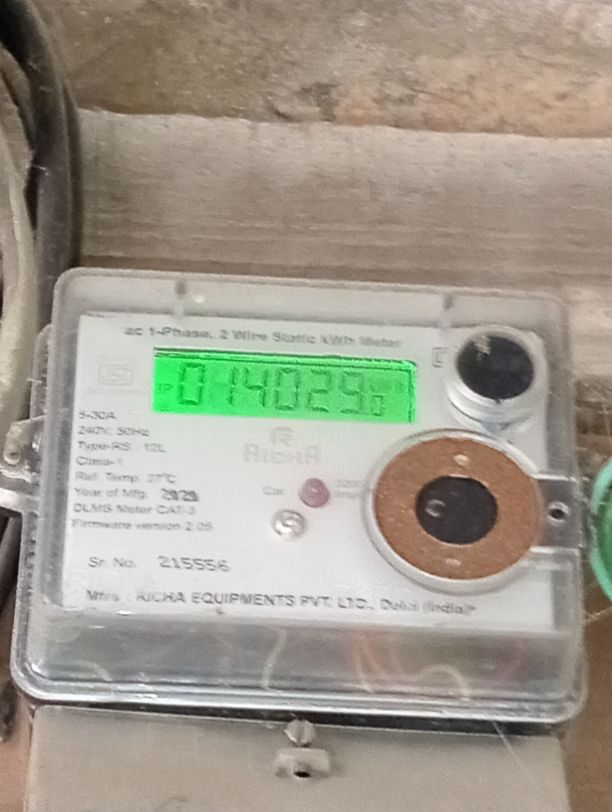 ac 1-Phase, 2 Wire Static kWh Meter
014029.0
5-30A
240V, 50Hz
Type-RS : 12L
Class-1
Ref. Temp. 27°C
Year of Mfg. 2020
DLMS Meter CAT-3
Firmware version 2.05
RICHA
Cal.
Sr. No. 215556
Mfrs : RICHA EQUIPMENTS PVT. LTD., Delhi (India)